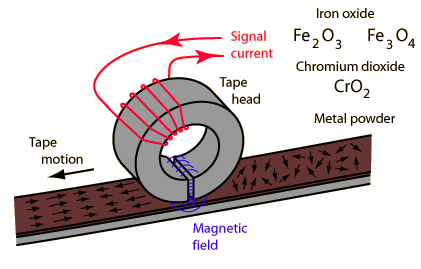 Signal
current
Iron oxide
Fe₂O₃ Fe₃O₄
Chromium dioxide
CrO₂
Metal powder
Tape
head
Tape
motion
Magnetic
field